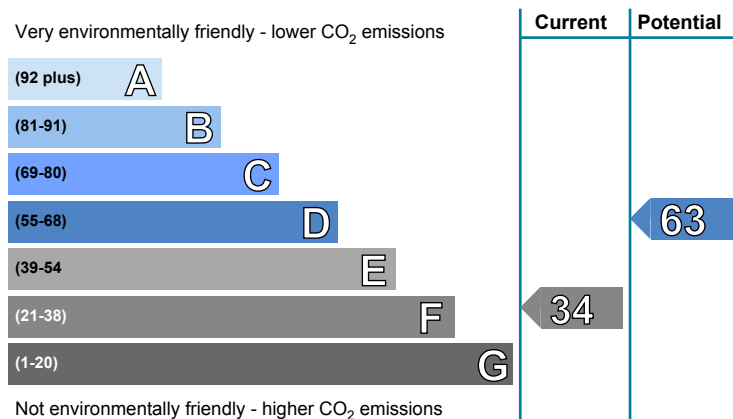 Current Potential
Very environmentally friendly - lower CO2 emissions
(92 plus) A
(81-91) B
(69-80) C
(55-68) D
63
(39-54 E
(21-38) F
34
(1-20) G
Not environmentally friendly - higher CO2 emissions